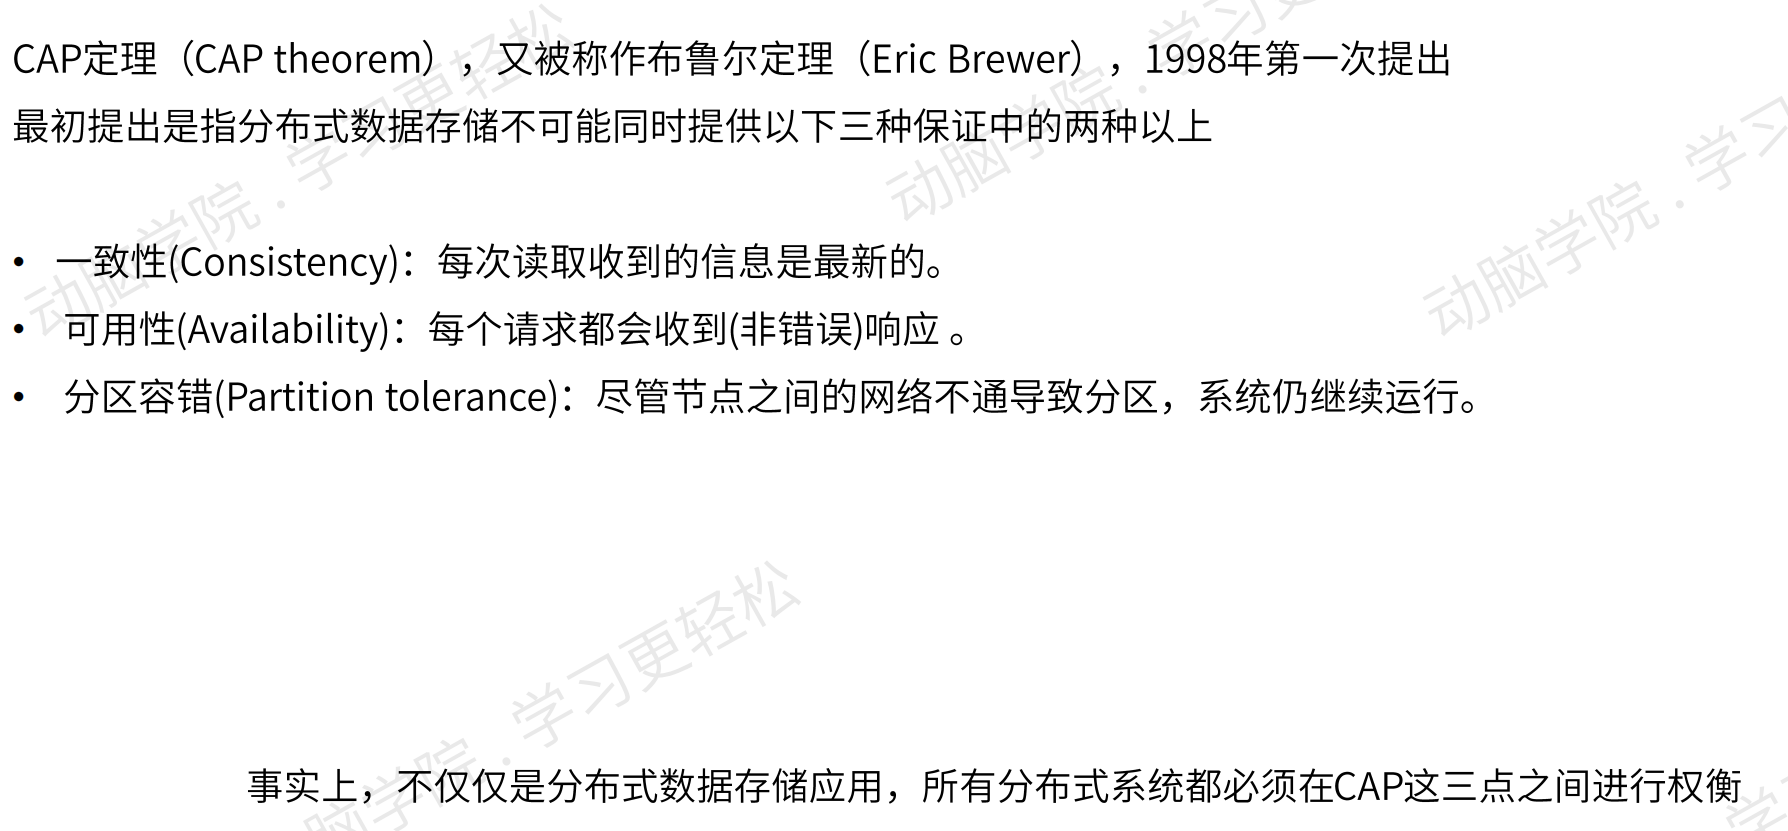 CAP定理（CAP theorem），又被称作布鲁尔定理（Eric Brewer），1998年第一次提出
最初提出是指分布式数据存储不可能同时提供以下三种保证中的两种以上
• 一致性(Consistency)：每次读取收到的信息是最新的。
• 可用性(Availability)：每个请求都会收到(非错误)响应 。
• 分区容错(Partition tolerance)：尽管节点之间的网络不通导致分区，系统仍继续运行。
事实上，不仅仅是分布式数据存储应用，所有分布式系统都必须在CAP这三点之间进行权衡
动脑学院 . 学习更轻松
动脑学院 . 学习更
动脑学院 . 学习
脑学院 . 学习更轻松
学